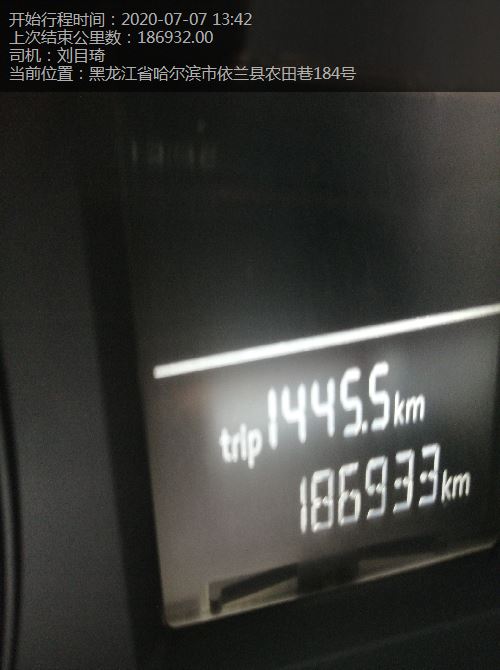 开始行程时间：2020-07-07 13:42
上次结束公里数：186932.00
司机：刘目琦
当前位置：黑龙江省哈尔滨市依兰县农田巷184号
trip 1445.5 km
186933 km